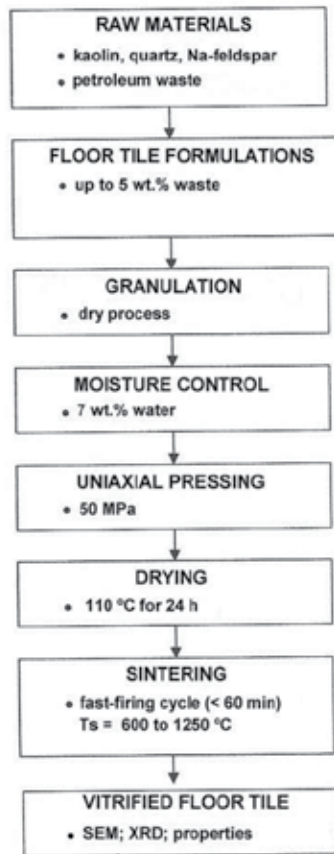 RAW MATERIALS
• kaolin, quartz, Na-feldspar
• petroleum waste
FLOOR TILE FORMULATIONS
• up to 5 wt.% waste
GRANULATION
• dry process
MOISTURE CONTROL
• 7 wt.% water
UNIAXIAL PRESSING
• 50 MPa
DRYING
• 110 ºC for 24 h
SINTERING
• fast-firing cycle (< 60 min)
Ts = 600 to 1250 ºC
VITRIFIED FLOOR TILE
• SEM; XRD; properties